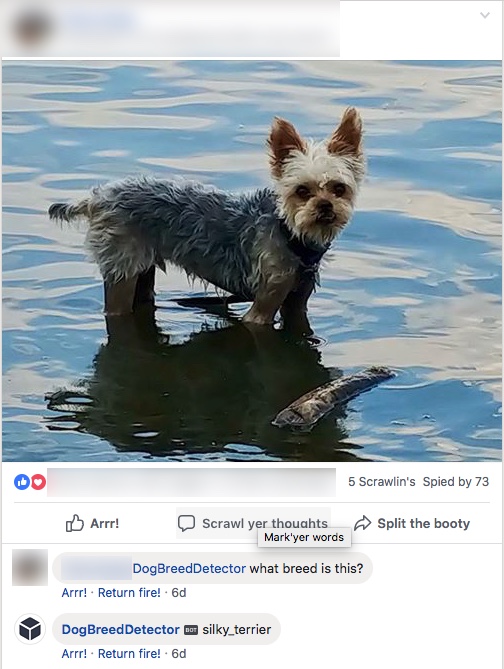 5 Scrawlin's Spied by 73
Arrr! Scrawl yer thoughts Split the booty
Mark'yer words
DogBreedDetector what breed is this?
Arrr! · Return fire! · 6d
DogBreedDetector BOT silky_terrier
Arrr! · Return fire! · 6d